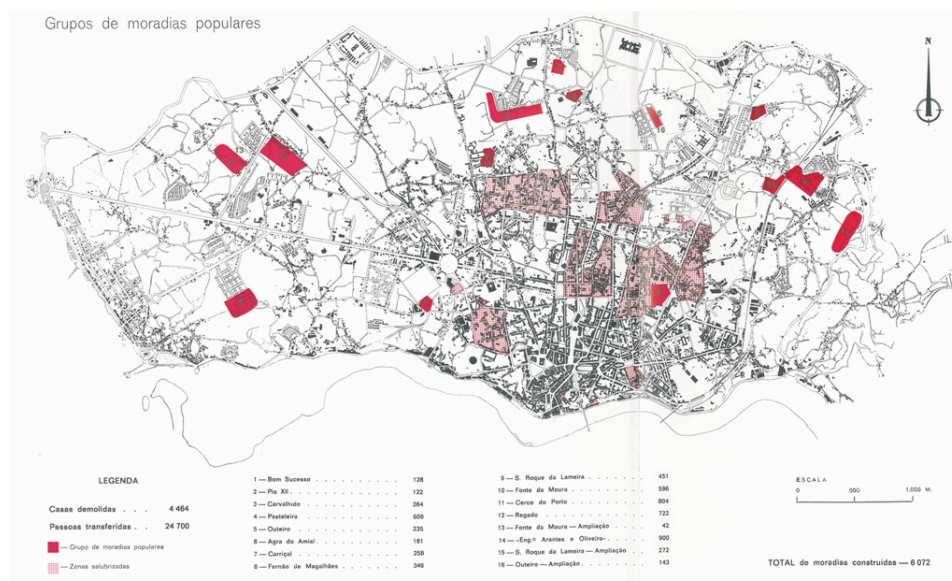 Grupos de moradias populares
N
13
16
LEGENDA
Casas demolidas . . . 4 464
Pessoas transferidas . . 24 700
— Grupo de moradias populares
— Zonas salubrizadas
1 — Bom Sucesso . . . . . . . . . . . . 128
2 — Pio XII . . . . . . . . . . . . . . 122
3 — Carvalhido . . . . . . . . . . . . 264
4 — Pasteleira . . . . . . . . . . . . 608
5 — Outeiro . . . . . . . . . . . . . . 235
6 — Agra do Amial . . . . . . . . . . . 181
7 — Carriçal . . . . . . . . . . . . . 258
8 — Fernão de Magalhães . . . . . . . . 346
9 — S. Roque da Lameira . . . . . . . . 451
10 — Fonte da Moura . . . . . . . . . . 596
11 — Cerco do Porto . . . . . . . . . . 804
12 — Regado . . . . . . . . . . . . . . 722
13 — Fonte da Moura — Ampliação . . . . 42
14 — «Eng.º Arantes e Oliveira» . . . . 900
15 — S. Roque da Lameira — Ampliação . . 272
16 — Outeiro — Ampliação . . . . . . . . 143
ESCALA
0 500 1,000 M.
TOTAL de moradias construídas — 6 072